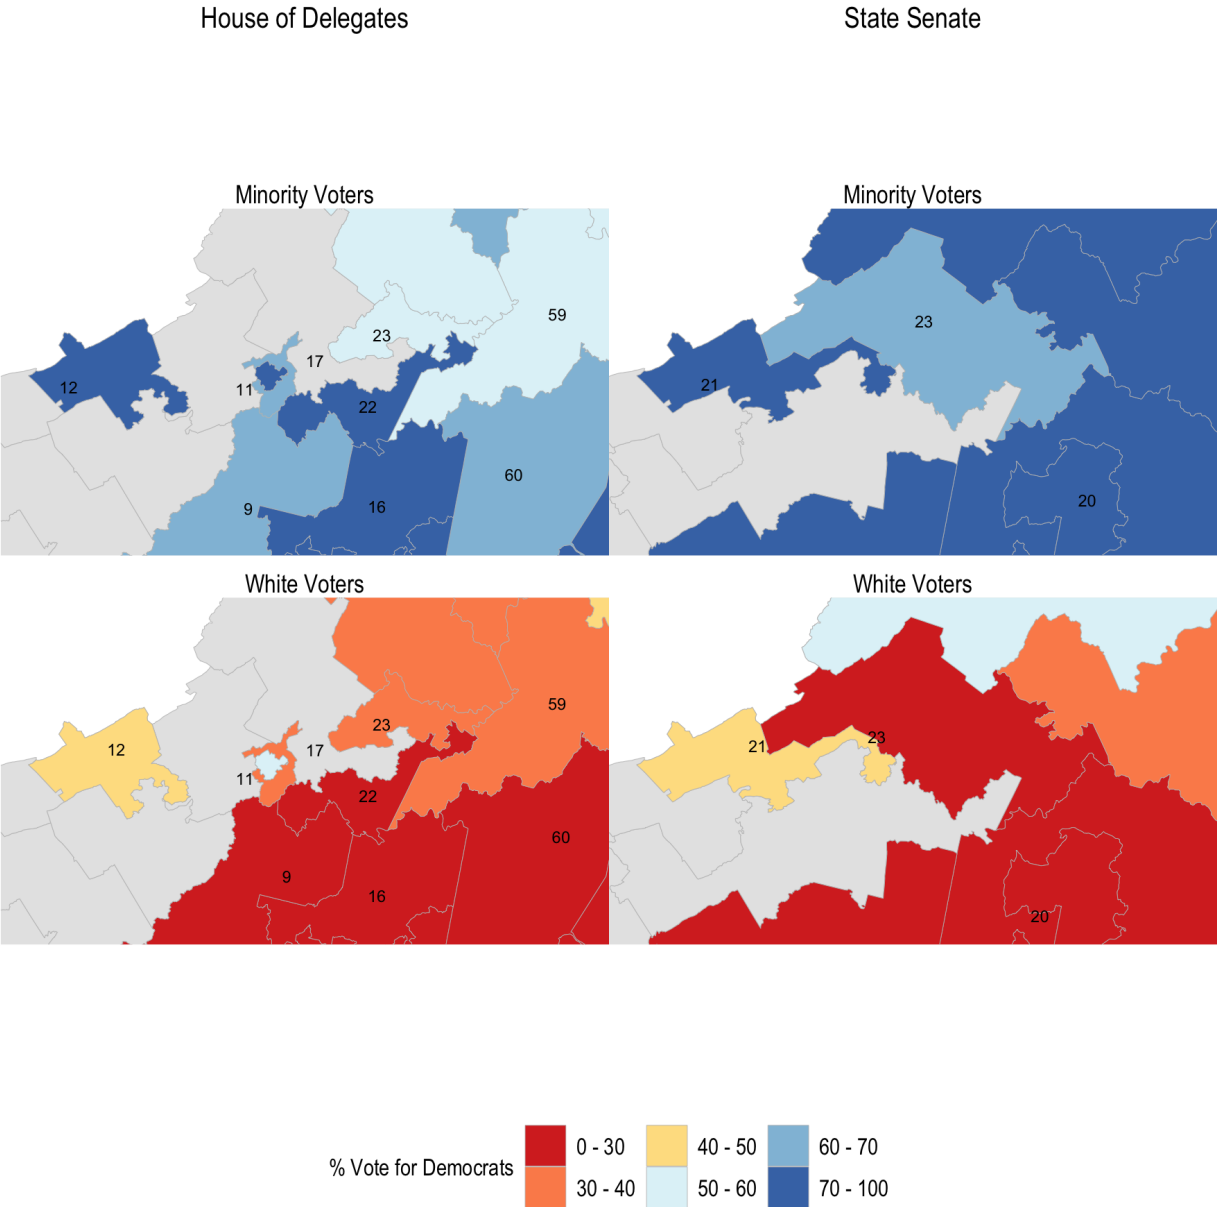 House of Delegates
State Senate
Minority Voters
Minority Voters
59
23
17
12
11
22
60
9
16
23
21
20
White Voters
White Voters
59
23
12
17
11
22
60
9
16
23
21
20
% Vote for Democrats
0 - 30
40 - 50
60 - 70
30 - 40
50 - 60
70 - 100